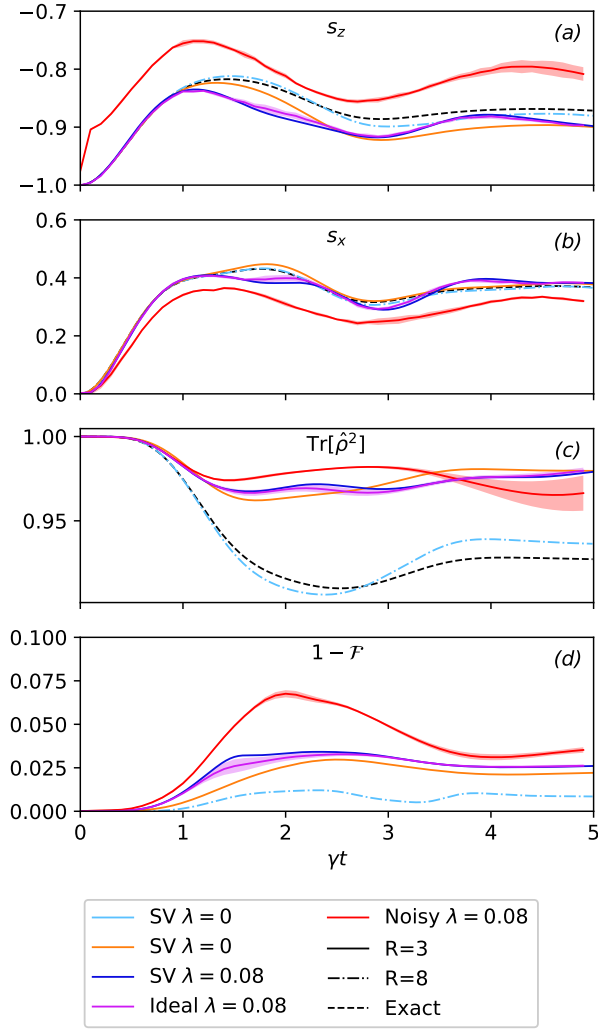 −0.7
s_z
(a)
−0.8
−0.9
−1.0
0.6
s_x
(b)
0.4
0.2
0.0
1.00
Tr[ρ̂²]
(c)
0.95
0.100
1 − ℱ
(d)
0.075
0.050
0.025
0.000
0 1 2 3 4 5
γt
SV λ = 0
SV λ = 0
SV λ = 0.08
Ideal λ = 0.08
Noisy λ = 0.08
R=3
R=8
Exact